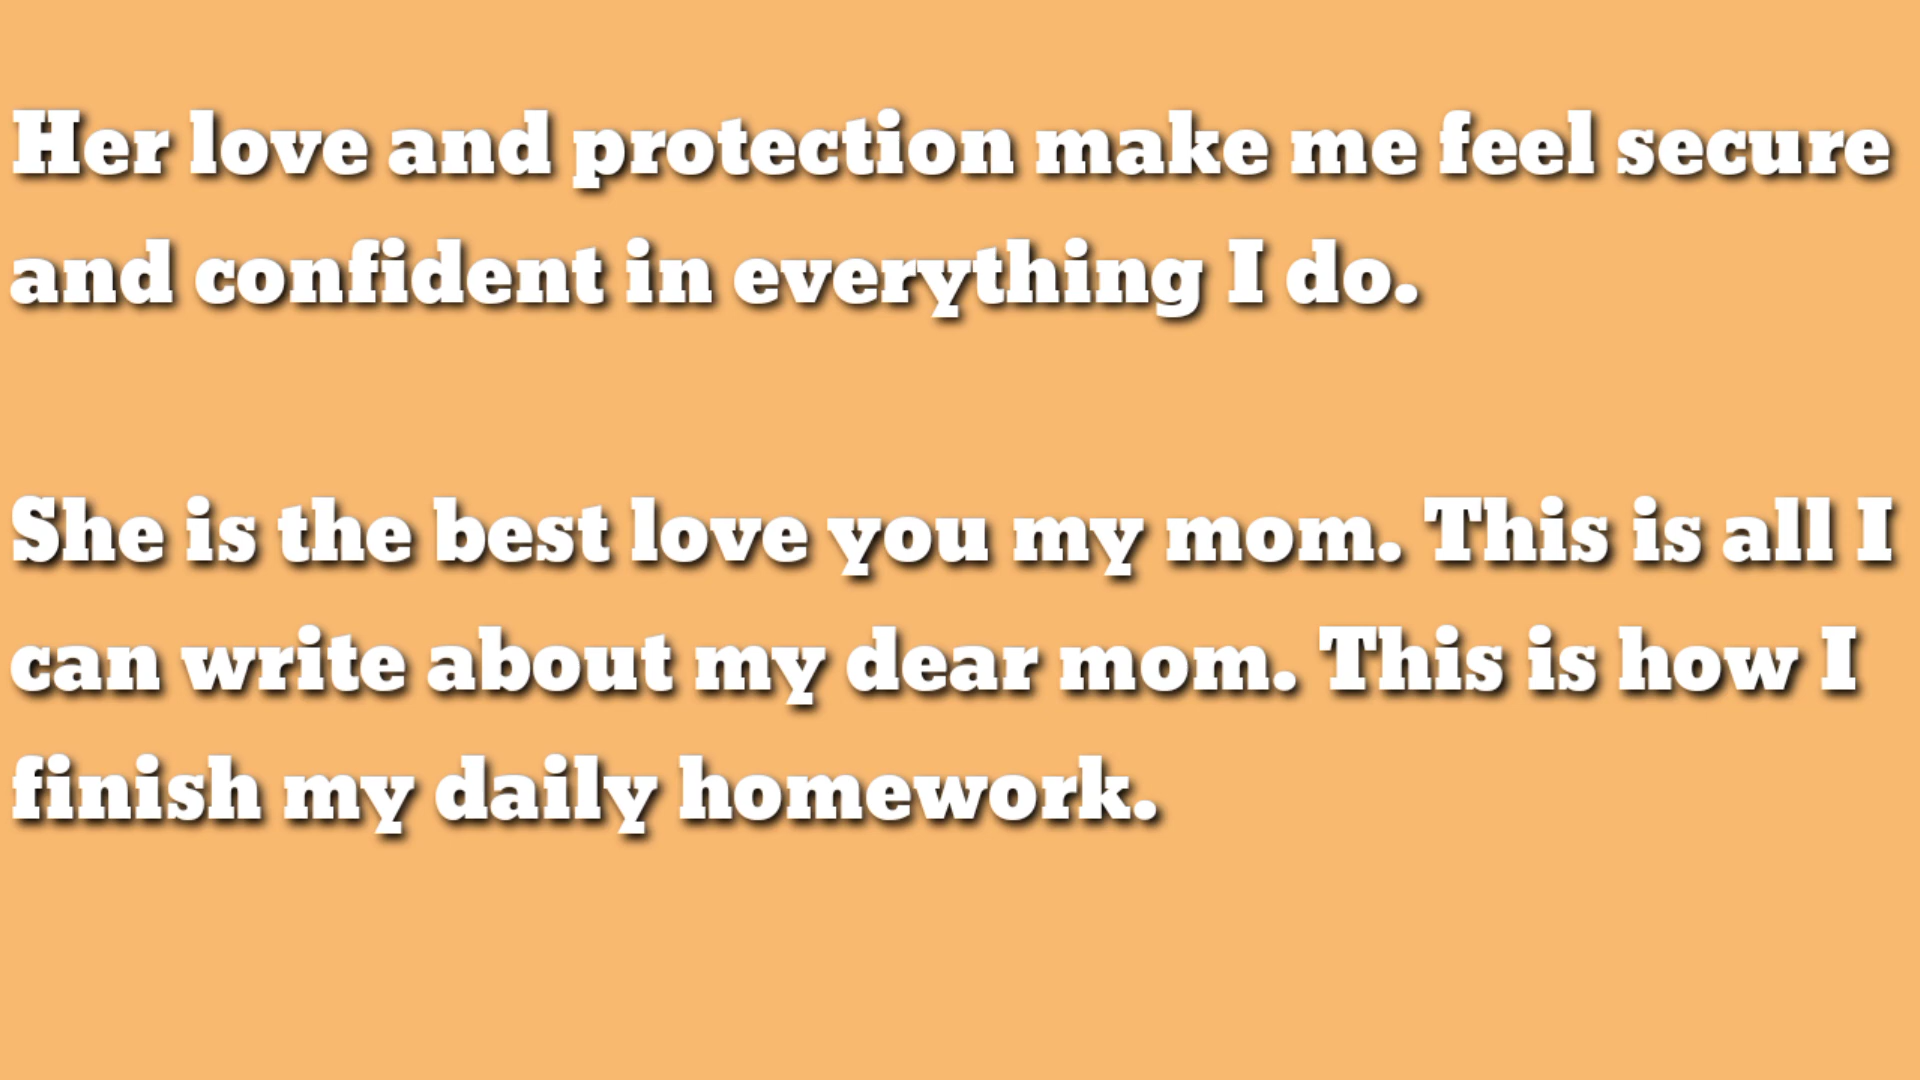 Her love and protection make me feel secure
and confident in everything I do.
She is the best love you my mom. This is all I
can write about my dear mom. This is how I
finish my daily homework.